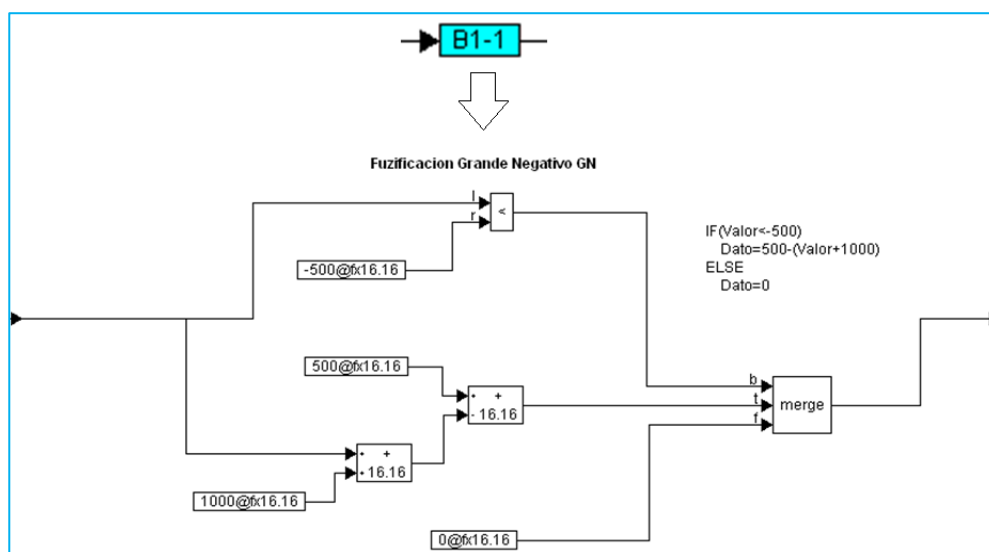 B1-1
Fuzificacion Grande Negativo GN
l
r
<
-500@fx16.16
IF(Valor<-500)
Dato=500-(Valor+1000)
ELSE
Dato=0
500@fx16.16
+
- 16.16
b
t
f
merge
+
16.16
1000@fx16.16
0@fx16.16